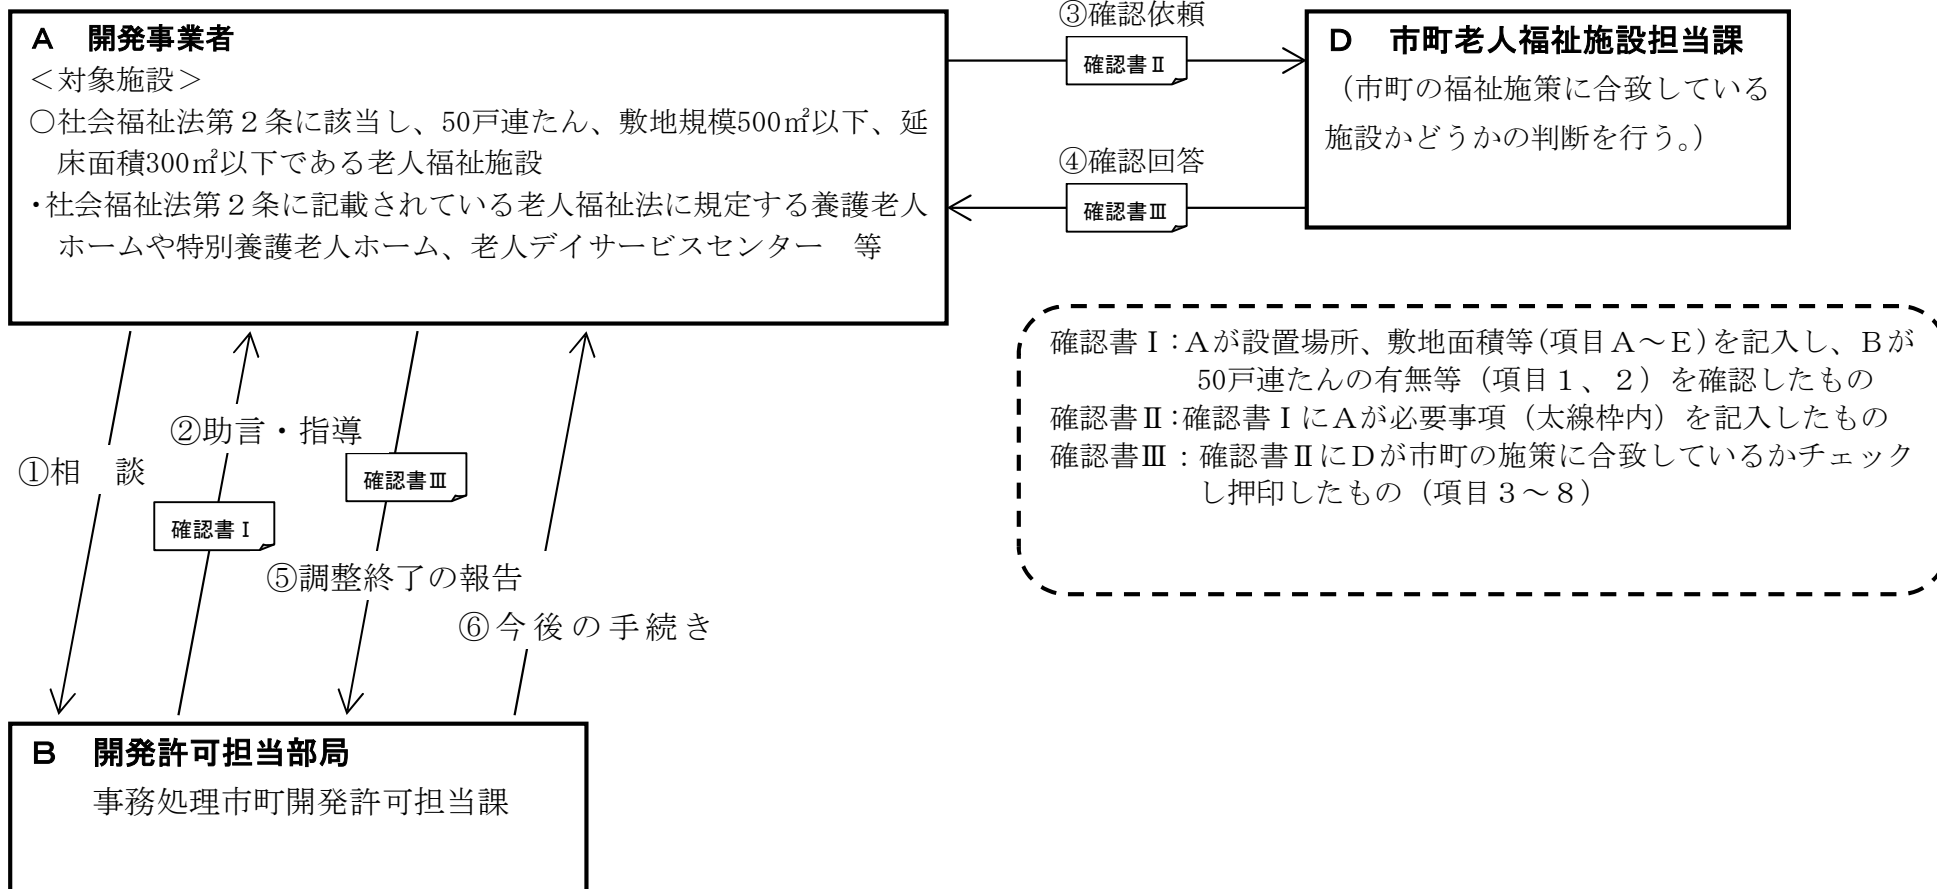 A 開発事業者
＜対象施設＞
○社会福祉法第２条に該当し、50戸連たん、敷地規模500㎡以下、延
床面積300㎡以下である老人福祉施設
・社会福祉法第２条に記載されている老人福祉法に規定する養護老人
ホームや特別養護老人ホーム、老人デイサービスセンター　等
③確認依頼
確認書Ⅱ
④確認回答
確認書Ⅲ
D 市町老人福祉施設担当課
（市町の福祉施策に合致している
施設かどうかの判断を行う。）
確認書Ⅰ：Ａが設置場所、敷地面積等(項目Ａ～Ｅ)を記入し、Ｂが
50戸連たんの有無等（項目１、２）を確認したもの
確認書Ⅱ：確認書ⅠにＡが必要事項（太線枠内）を記入したもの
確認書Ⅲ：確認書ⅡにＤが市町の施策に合致しているかチェック
し押印したもの（項目３～８）
①相　談
②助言・指導
確認書Ⅰ
確認書Ⅲ
⑤調整終了の報告
⑥今後の手続き
B 開発許可担当部局
事務処理市町開発許可担当課